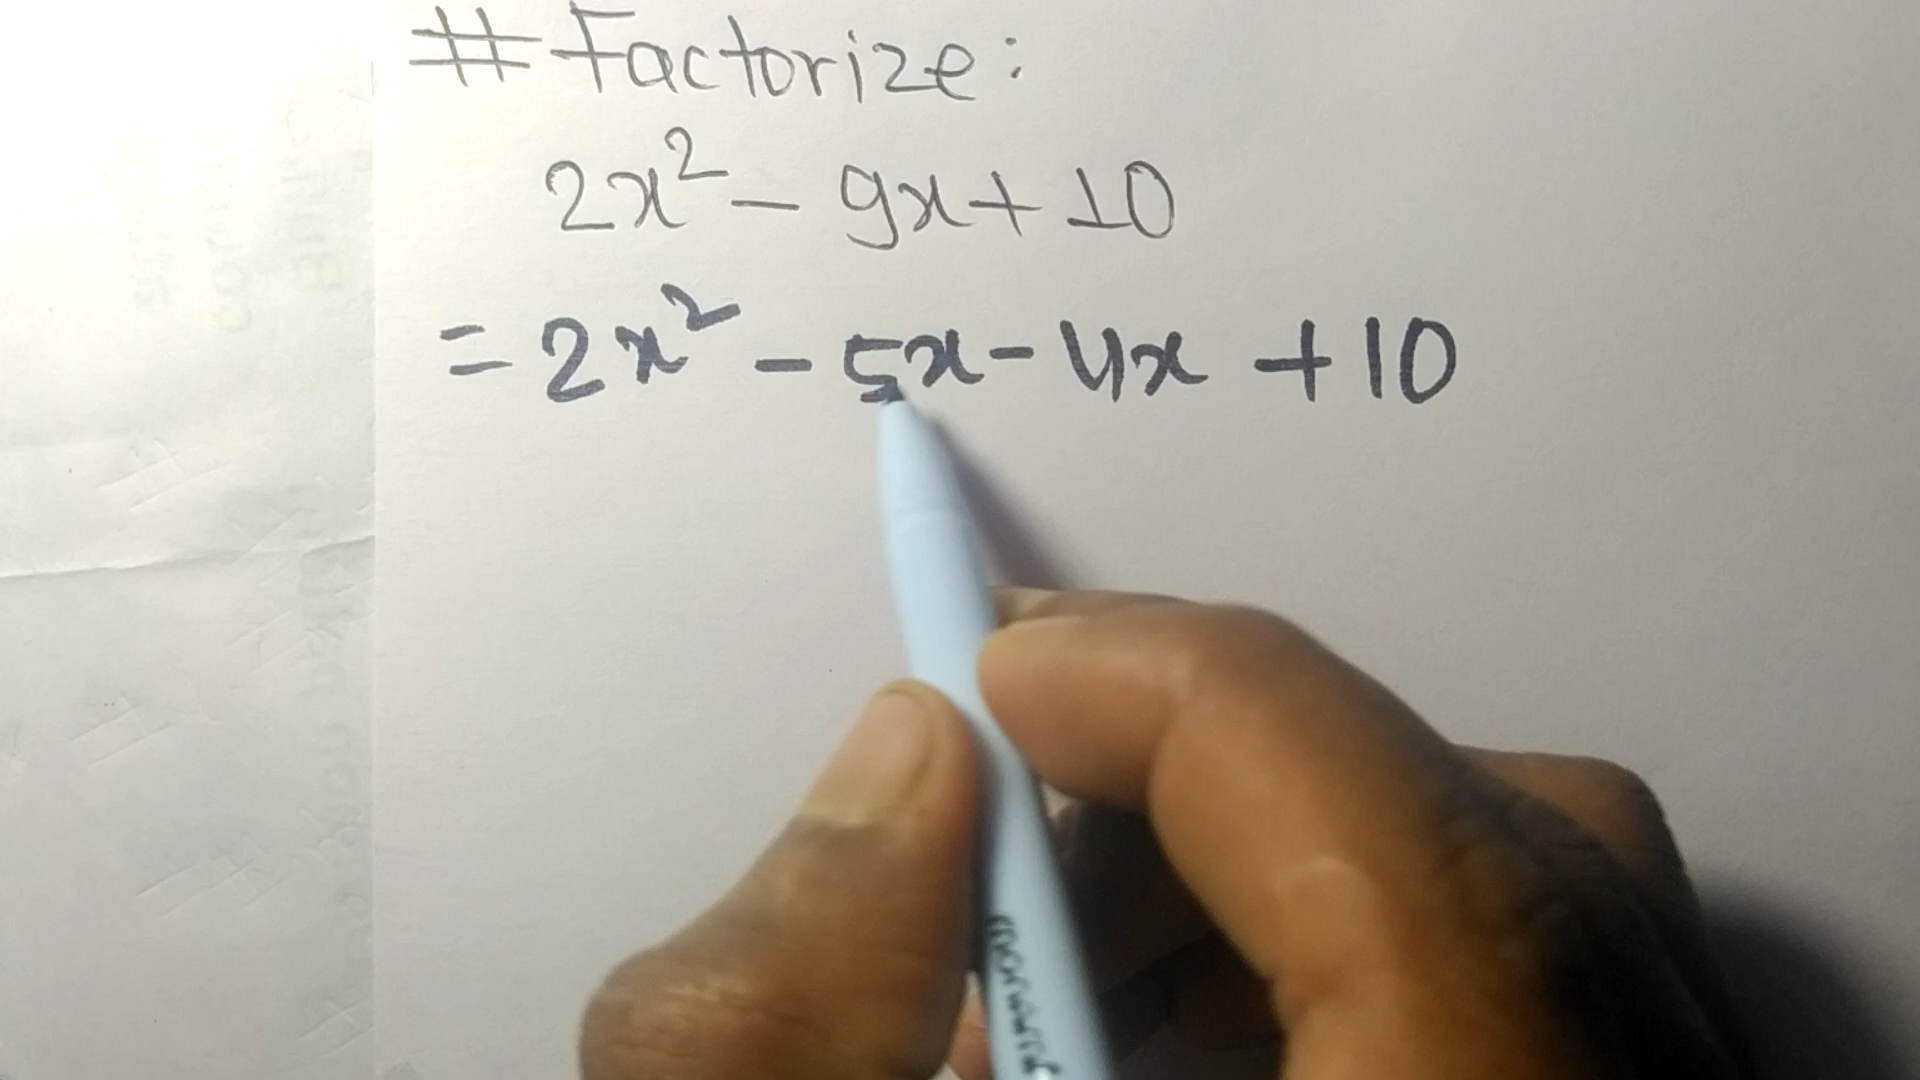 # Factorize:
2x² - 9x + 10
= 2x² - 5x - 4x + 10